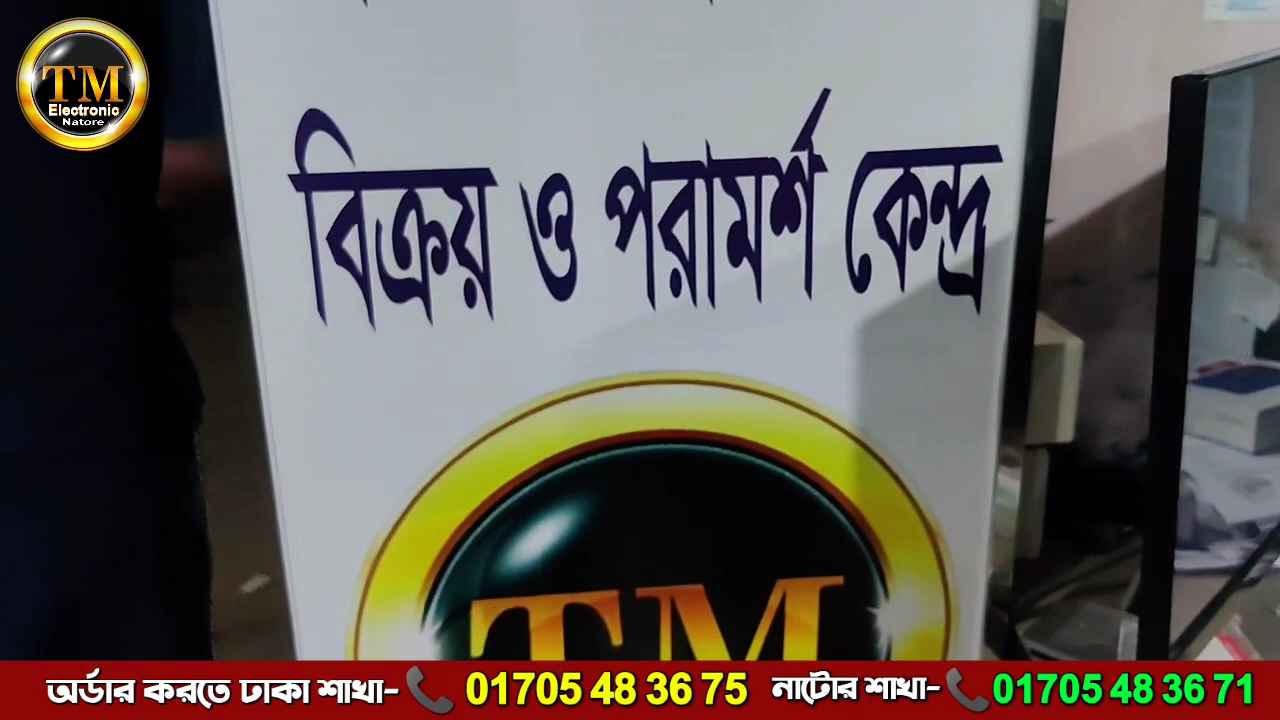 TM
Electronic
Natore
বিক্রয় ও পরামর্শ কেন্দ্র
TM
অর্ডার করতে ঢাকা শাখা- 01705 48 36 75 নাটোর শাখা- 01705 48 36 71